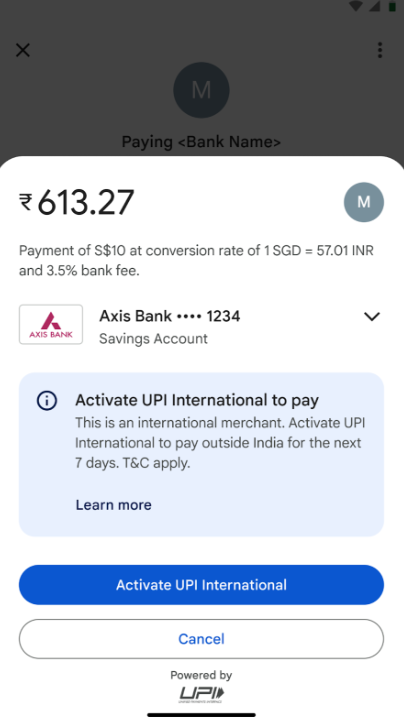 M
Paying <Bank Name>
₹613.27
M
Payment of S$10 at conversion rate of 1 SGD = 57.01 INR
and 3.5% bank fee.
AXIS BANK
Axis Bank •••• 1234
Savings Account
Activate UPI International to pay
This is an international merchant. Activate UPI
International to pay outside India for the next
7 days. T&C apply.
Learn more
Activate UPI International
Cancel
Powered by
UPI